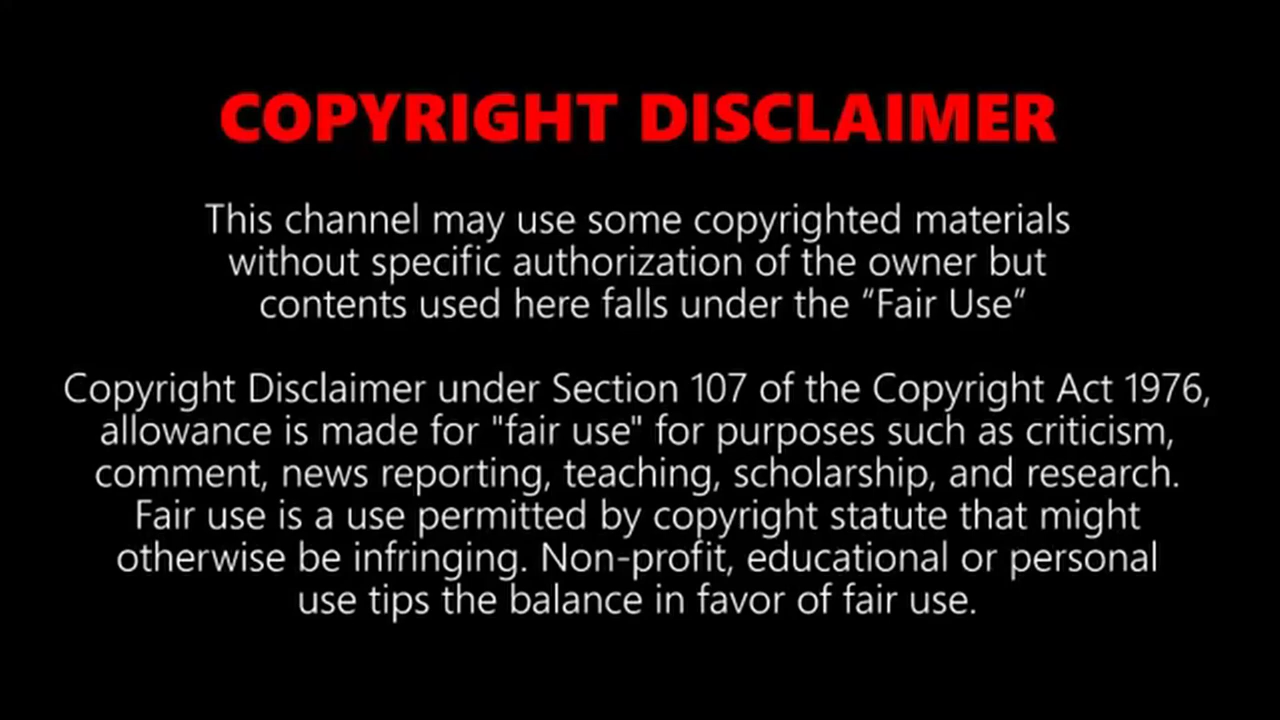 COPYRIGHT DISCLAIMER
This channel may use some copyrighted materials
without specific authorization of the owner but
contents used here falls under the “Fair Use”
Copyright Disclaimer under Section 107 of the Copyright Act 1976,
allowance is made for "fair use" for purposes such as criticism,
comment, news reporting, teaching, scholarship, and research.
Fair use is a use permitted by copyright statute that might
otherwise be infringing. Non-profit, educational or personal
use tips the balance in favor of fair use.